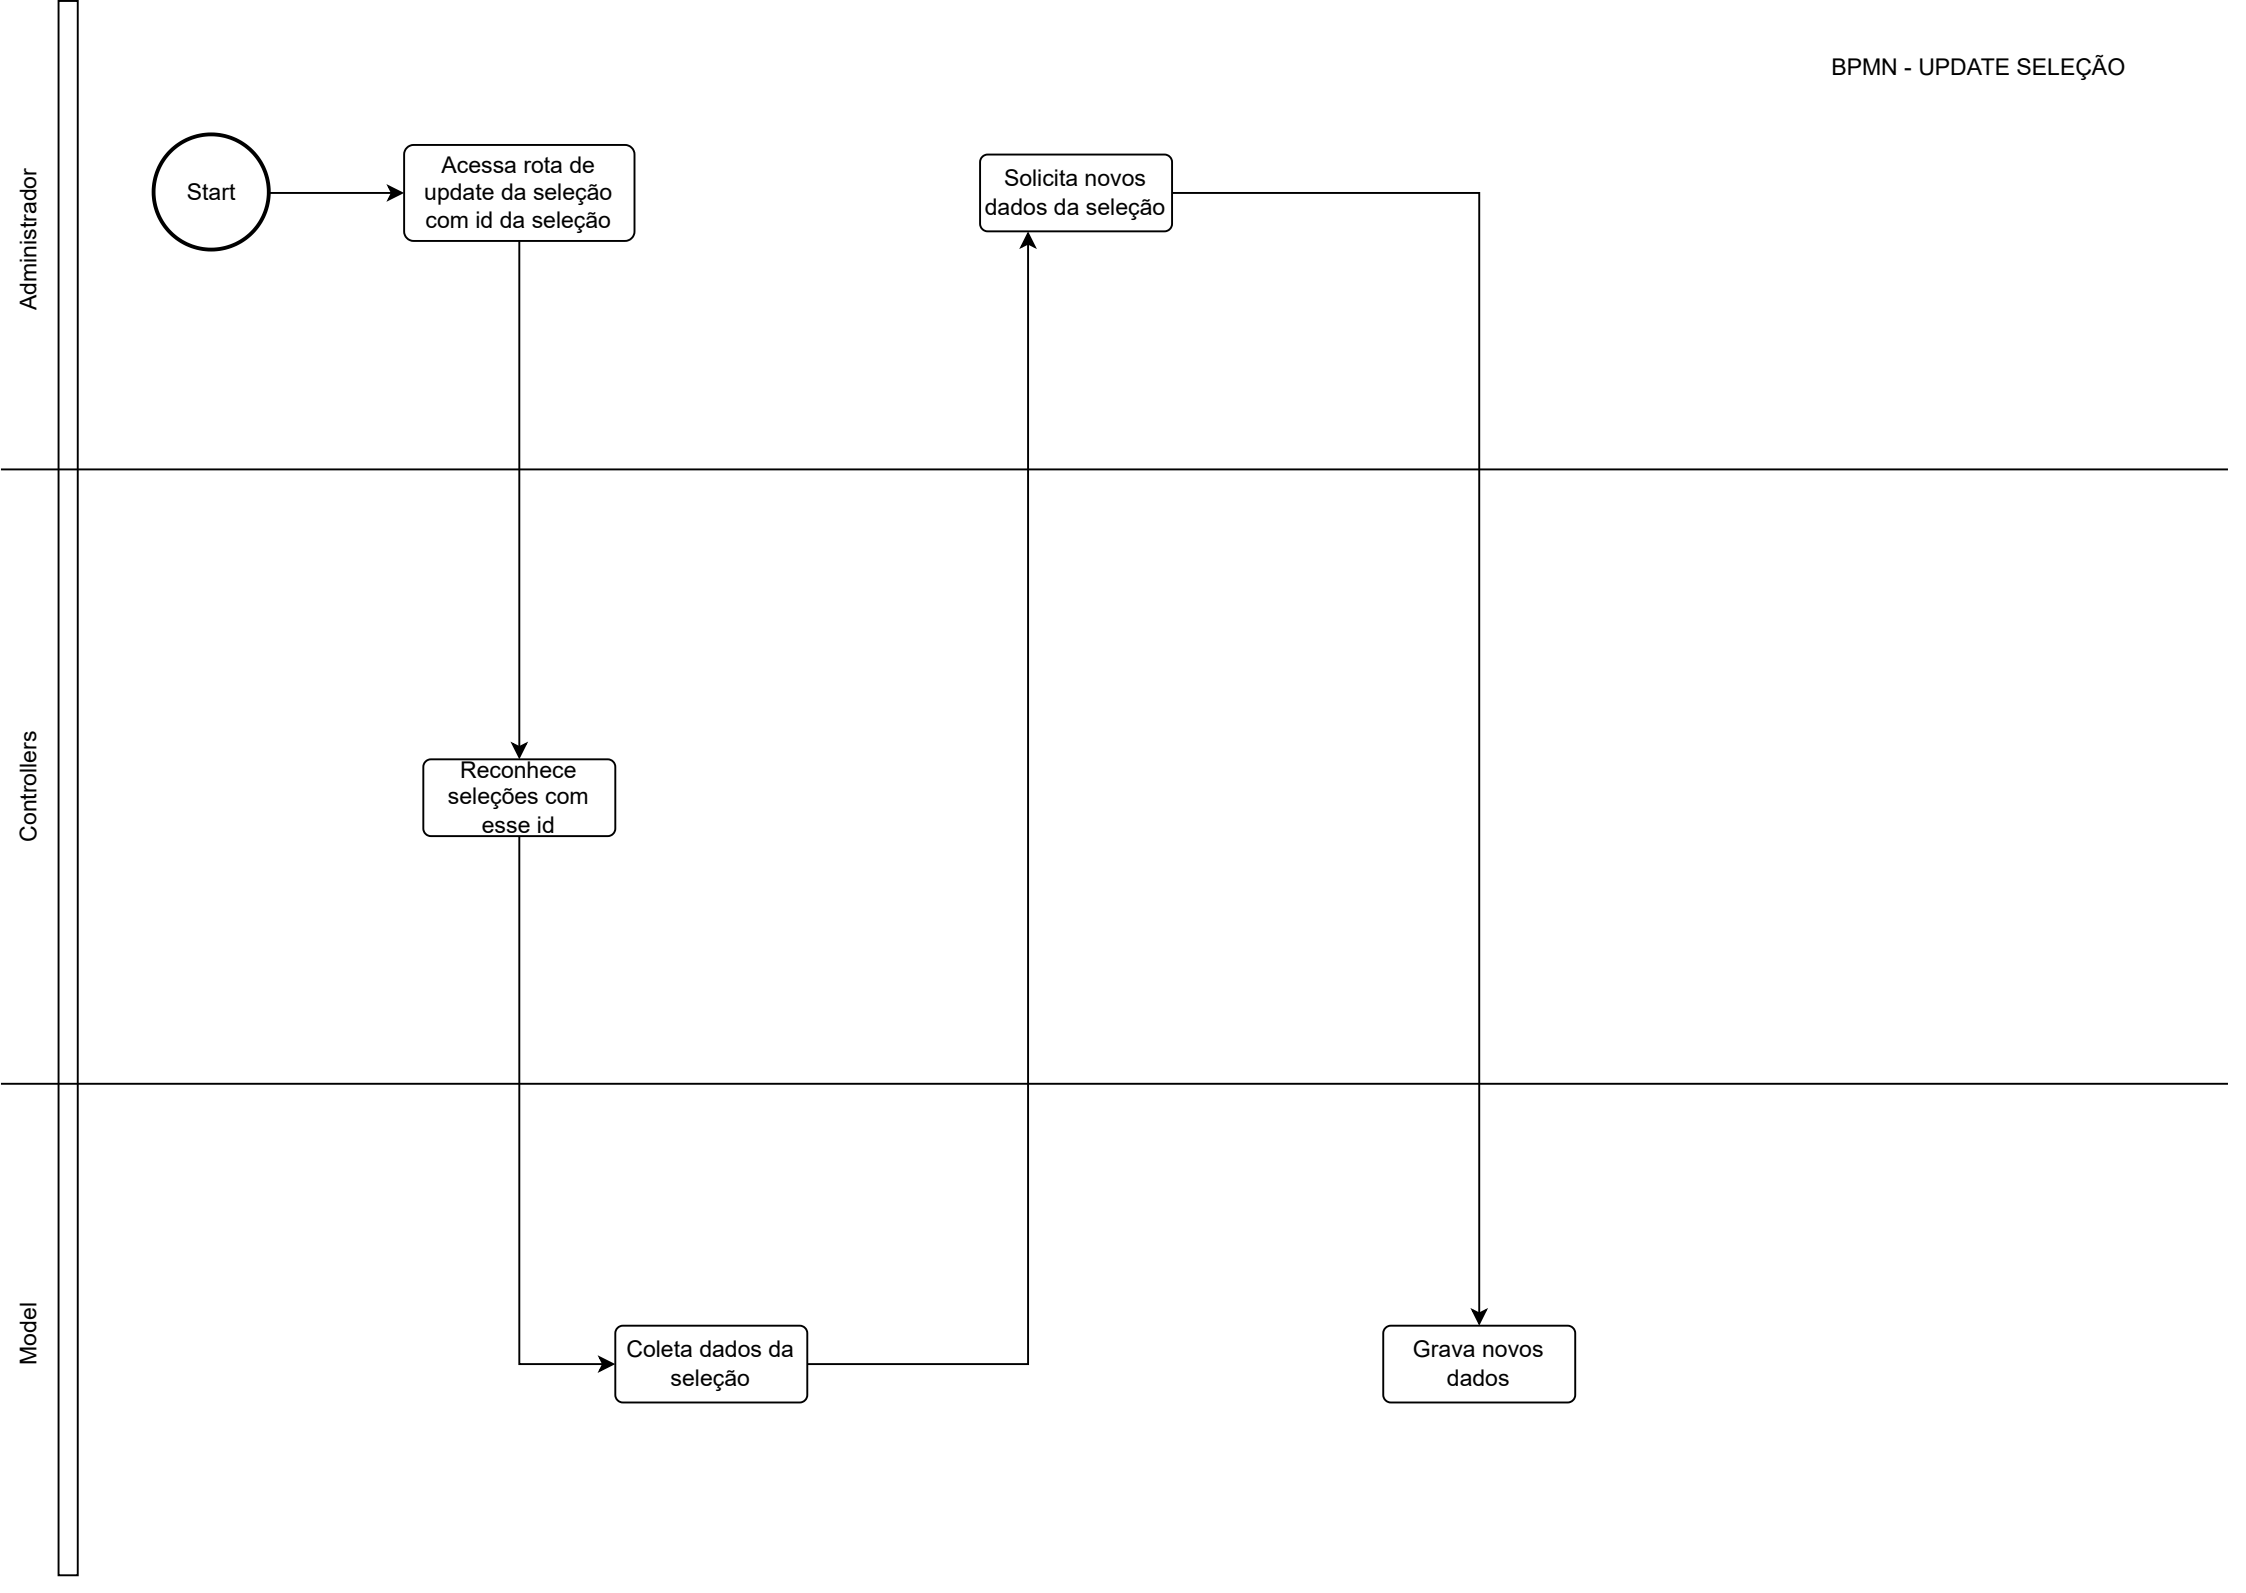 BPMN - UPDATE SELEÇÃO
Administrador
Start
Acessa rota de
update da seleção
com id da seleção
Solicita novos
dados da seleção
Controllers
Reconhece
seleções com
esse id
Model
Coleta dados da
seleção
Grava novos
dados